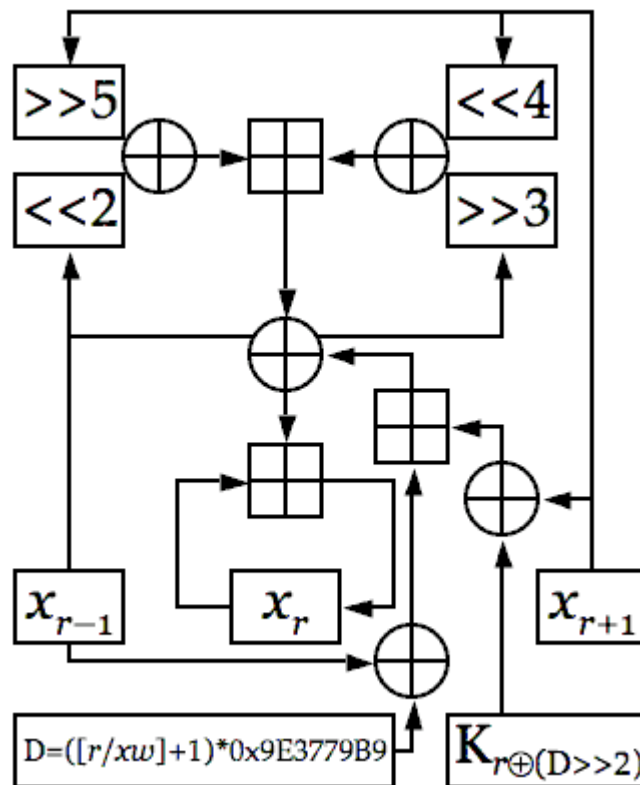 >>5
<<4
<<2
>>3
x_{r-1}
x_r
x_{r+1}
D=([r/xw]+1)*0x9E3779B9
K_{r⊕(D>>2)}